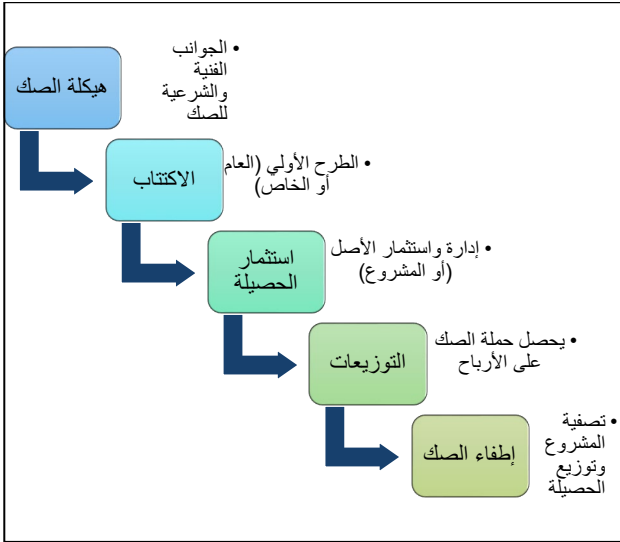 هيكلة الصك
• الجوانب
الفنية
والشرعية
للصك
الاكتتاب
• الطرح الأولي (العام
أو الخاص)
استثمار
الحصيلة
• إدارة واستثمار الأصل
(أو المشروع)
التوزيعات
• يحصل حملة الصك
على الأرباح
إطفاء الصك
• تصفية
المشروع
وتوزيع
الحصيلة